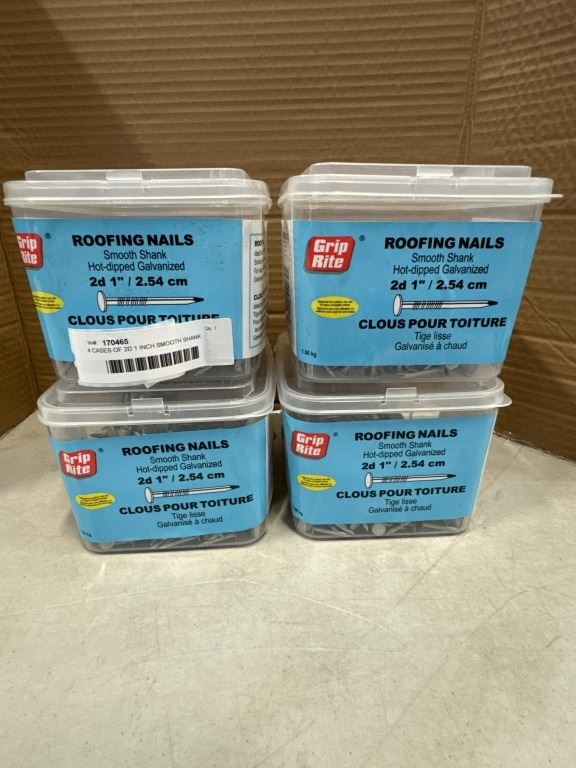 Grip
Rite
®
ROOFING NAILS
Smooth Shank
Hot-dipped Galvanized
2d 1" / 2.54 cm
CLOUS POUR TOITURE
170465
4 CASES OF 2D 1 INCH SMOOTH SHANK
Grip
Rite
®
ROOFING NAILS
Smooth Shank
Hot-dipped Galvanized
2d 1" / 2.54 cm
CLOUS POUR TOITURE
Tige lisse
Galvanisé à chaud
Grip
Rite
®
ROOFING NAILS
Smooth Shank
Hot-dipped Galvanized
2d 1" / 2.54 cm
CLOUS POUR TOITURE
Tige lisse
Galvanisé à chaud
Grip
Rite
®
ROOFING NAILS
Smooth Shank
Hot-dipped Galvanized
2d 1" / 2.54 cm
CLOUS POUR TOITURE
Tige lisse
Galvanisé à chaud